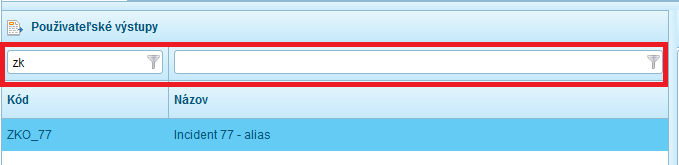 Používateľské výstupy
zk
Kód Názov
ZKO_77 Incident 77 - alias